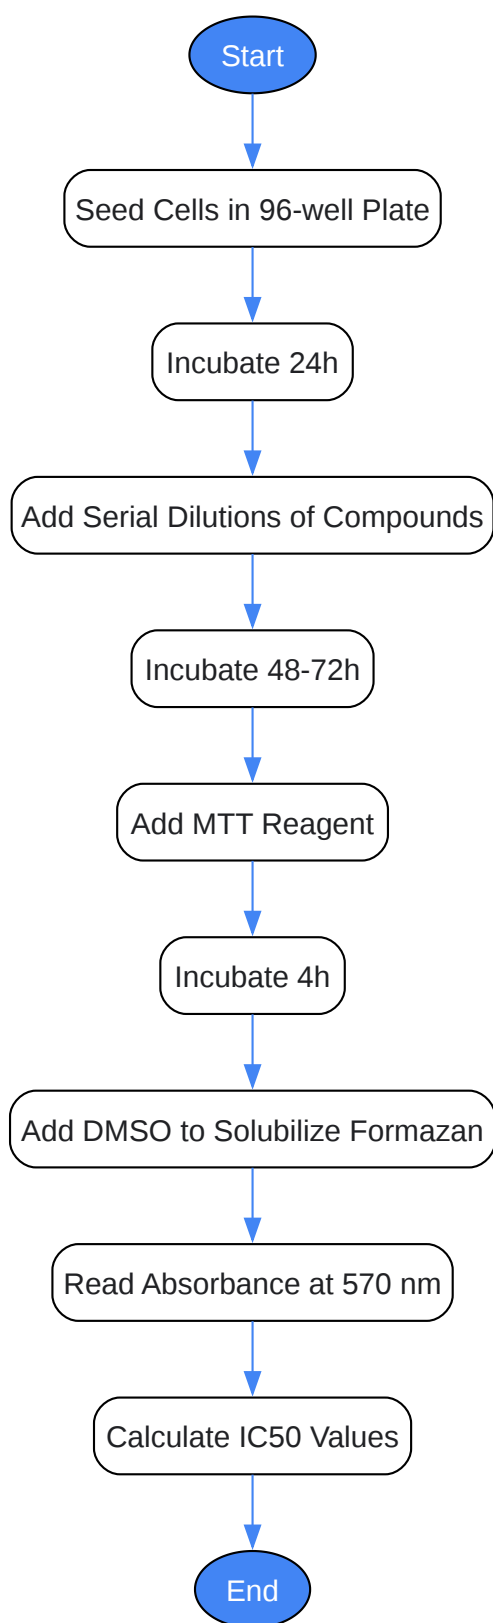 Start
Seed Cells in 96-well Plate
Incubate 24h
Add Serial Dilutions of Compounds
Incubate 48-72h
Add MTT Reagent
Incubate 4h
Add DMSO to Solubilize Formazan
Read Absorbance at 570 nm
Calculate IC50 Values
End